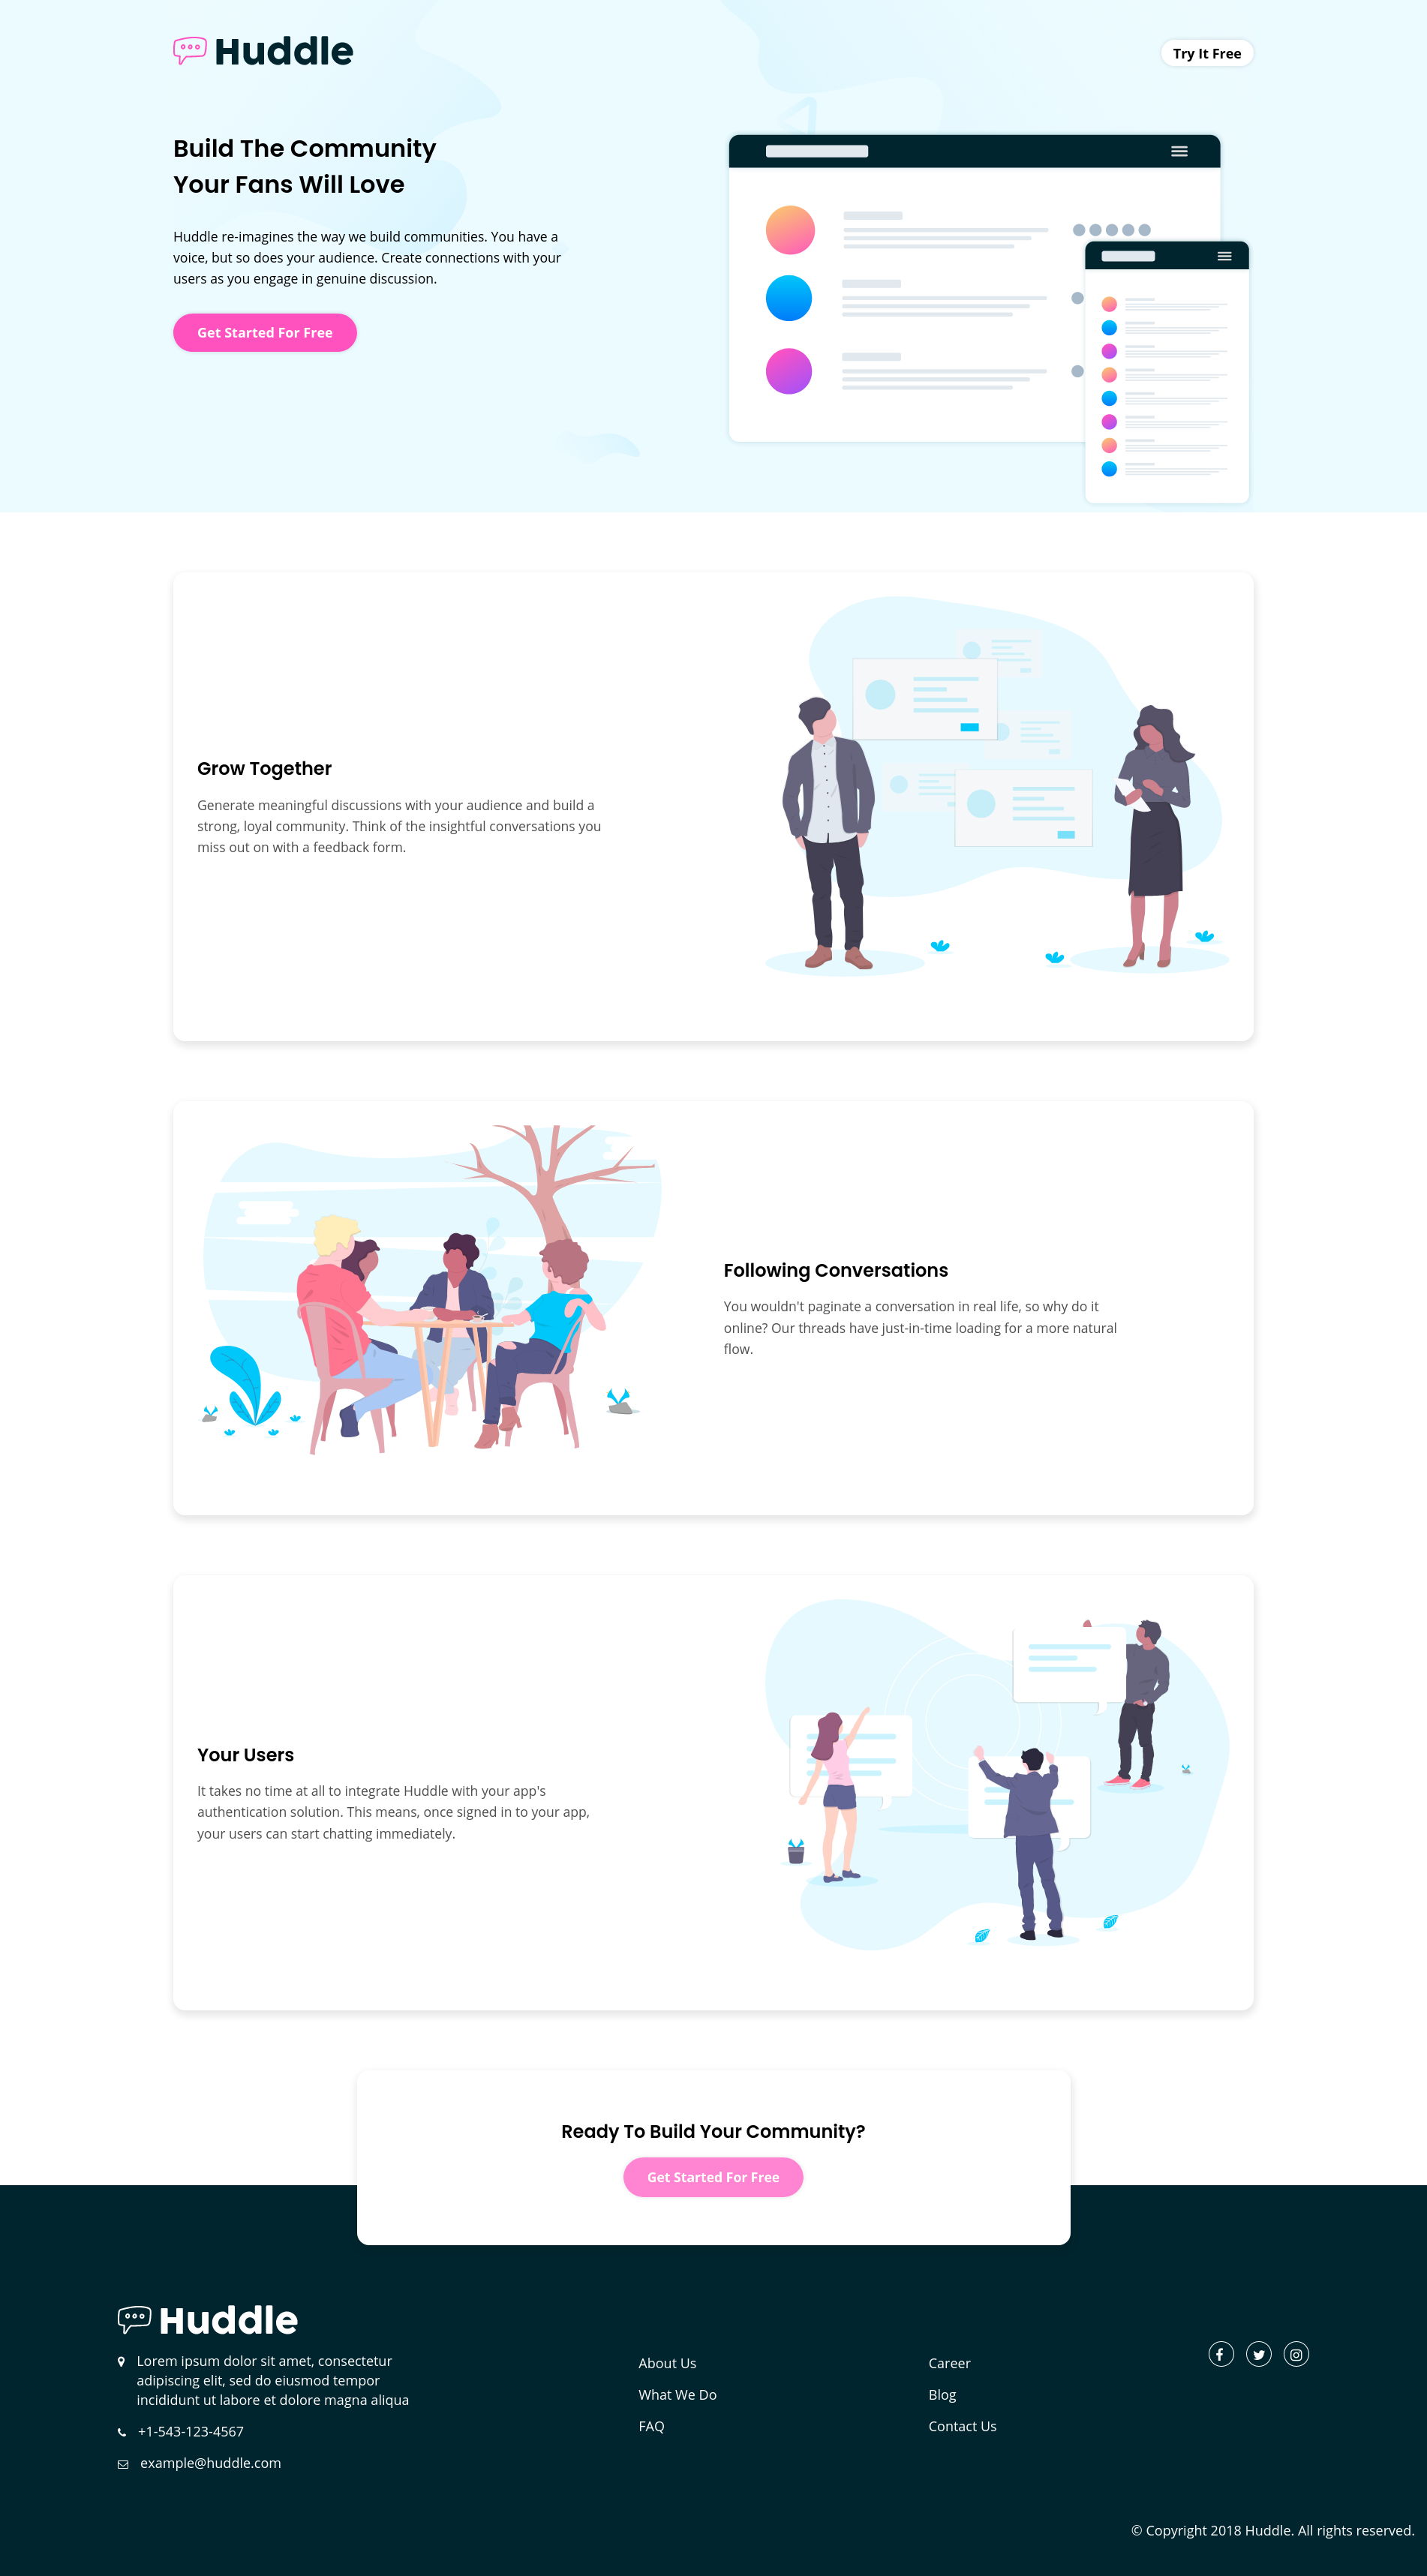 Huddle
Try It Free
Build The Community
Your Fans Will Love
Huddle re-imagines the way we build communities. You have a
voice, but so does your audience. Create connections with your
users as you engage in genuine discussion.
Get Started For Free
Grow Together
Generate meaningful discussions with your audience and build a
strong, loyal community. Think of the insightful conversations you
miss out on with a feedback form.
Following Conversations
You wouldn't paginate a conversation in real life, so why do it
online? Our threads have just-in-time loading for a more natural
flow.
Your Users
It takes no time at all to integrate Huddle with your app's
authentication solution. This means, once signed in to your app,
your users can start chatting immediately.
Ready To Build Your Community?
Get Started For Free
Huddle
Lorem ipsum dolor sit amet, consectetur
adipiscing elit, sed do eiusmod tempor
incididunt ut labore et dolore magna aliqua
+1-543-123-4567
example@huddle.com
About Us
What We Do
FAQ
Career
Blog
Contact Us
© Copyright 2018 Huddle. All rights reserved.